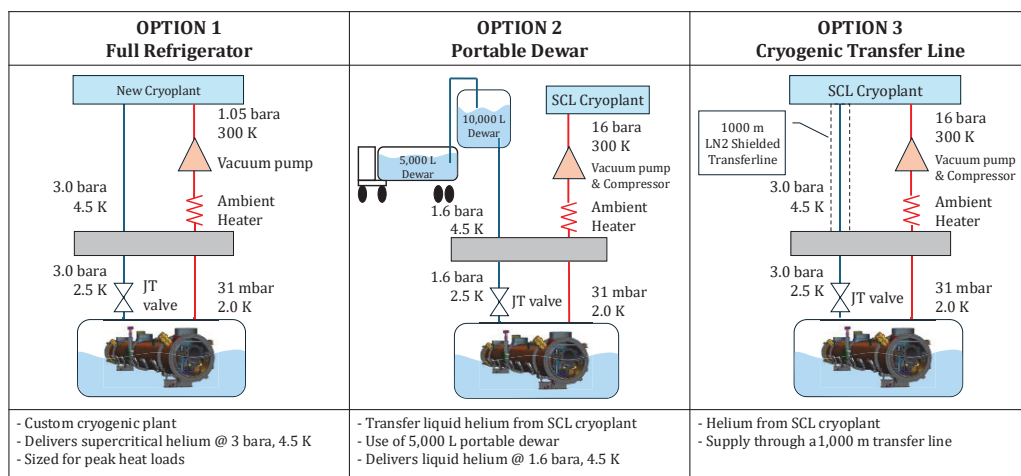 OPTION 1
Full Refrigerator
New Cryoplant
1.05 bara
300 K
Vacuum pump
3.0 bara
4.5 K
Ambient
Heater
3.0 bara
2.5 K
JT
valve
31 mbar
2.0 K
- Custom cryogenic plant
- Delivers supercritical helium @ 3 bara, 4.5 K
- Sized for peak heat loads
OPTION 2
Portable Dewar
10,000 L
Dewar
SCL Cryoplant
5,000 L
Dewar
16 bara
300 K
Vacuum pump
& Compressor
1.6 bara
4.5 K
Ambient
Heater
1.6 bara
2.5 K
JT valve
31 mbar
2.0 K
- Transfer liquid helium from SCL cryoplant
- Use of 5,000 L portable dewar
- Delivers liquid helium @ 1.6 bara, 4.5 K
OPTION 3
Cryogenic Transfer Line
SCL Cryoplant
1000 m
LN2 Shielded
Transferline
16 bara
300 K
Vacuum pump
& Compressor
3.0 bara
4.5 K
Ambient
Heater
3.0 bara
2.5 K
JT valve
31 mbar
2.0 K
- Helium from SCL cryoplant
- Supply through a 1,000 m transfer line